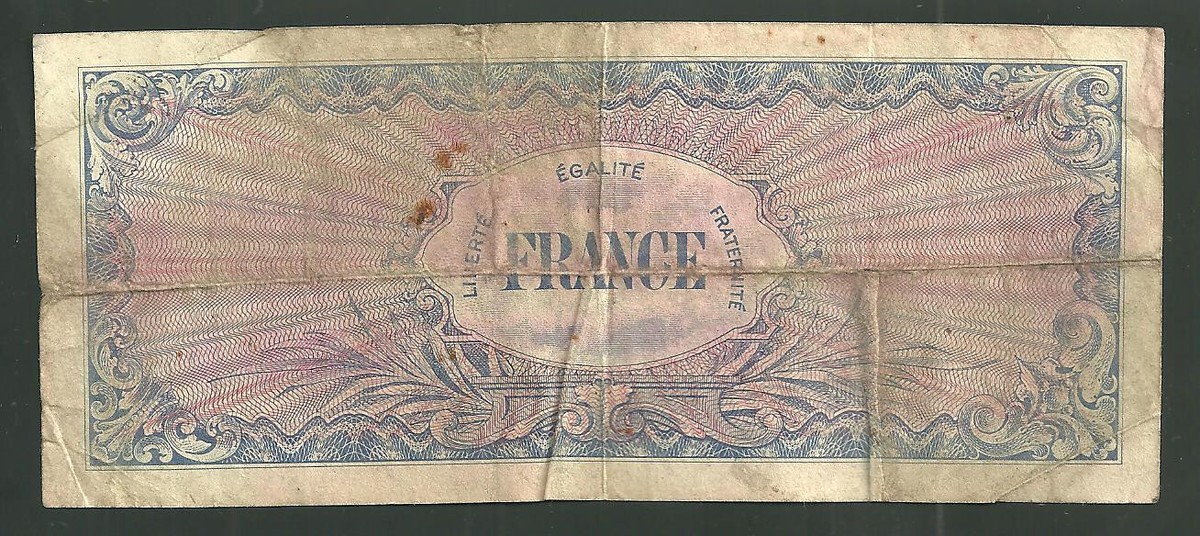 ÉGALITÉ
LIBERTÉ
FRANCE
FRATERNITÉ